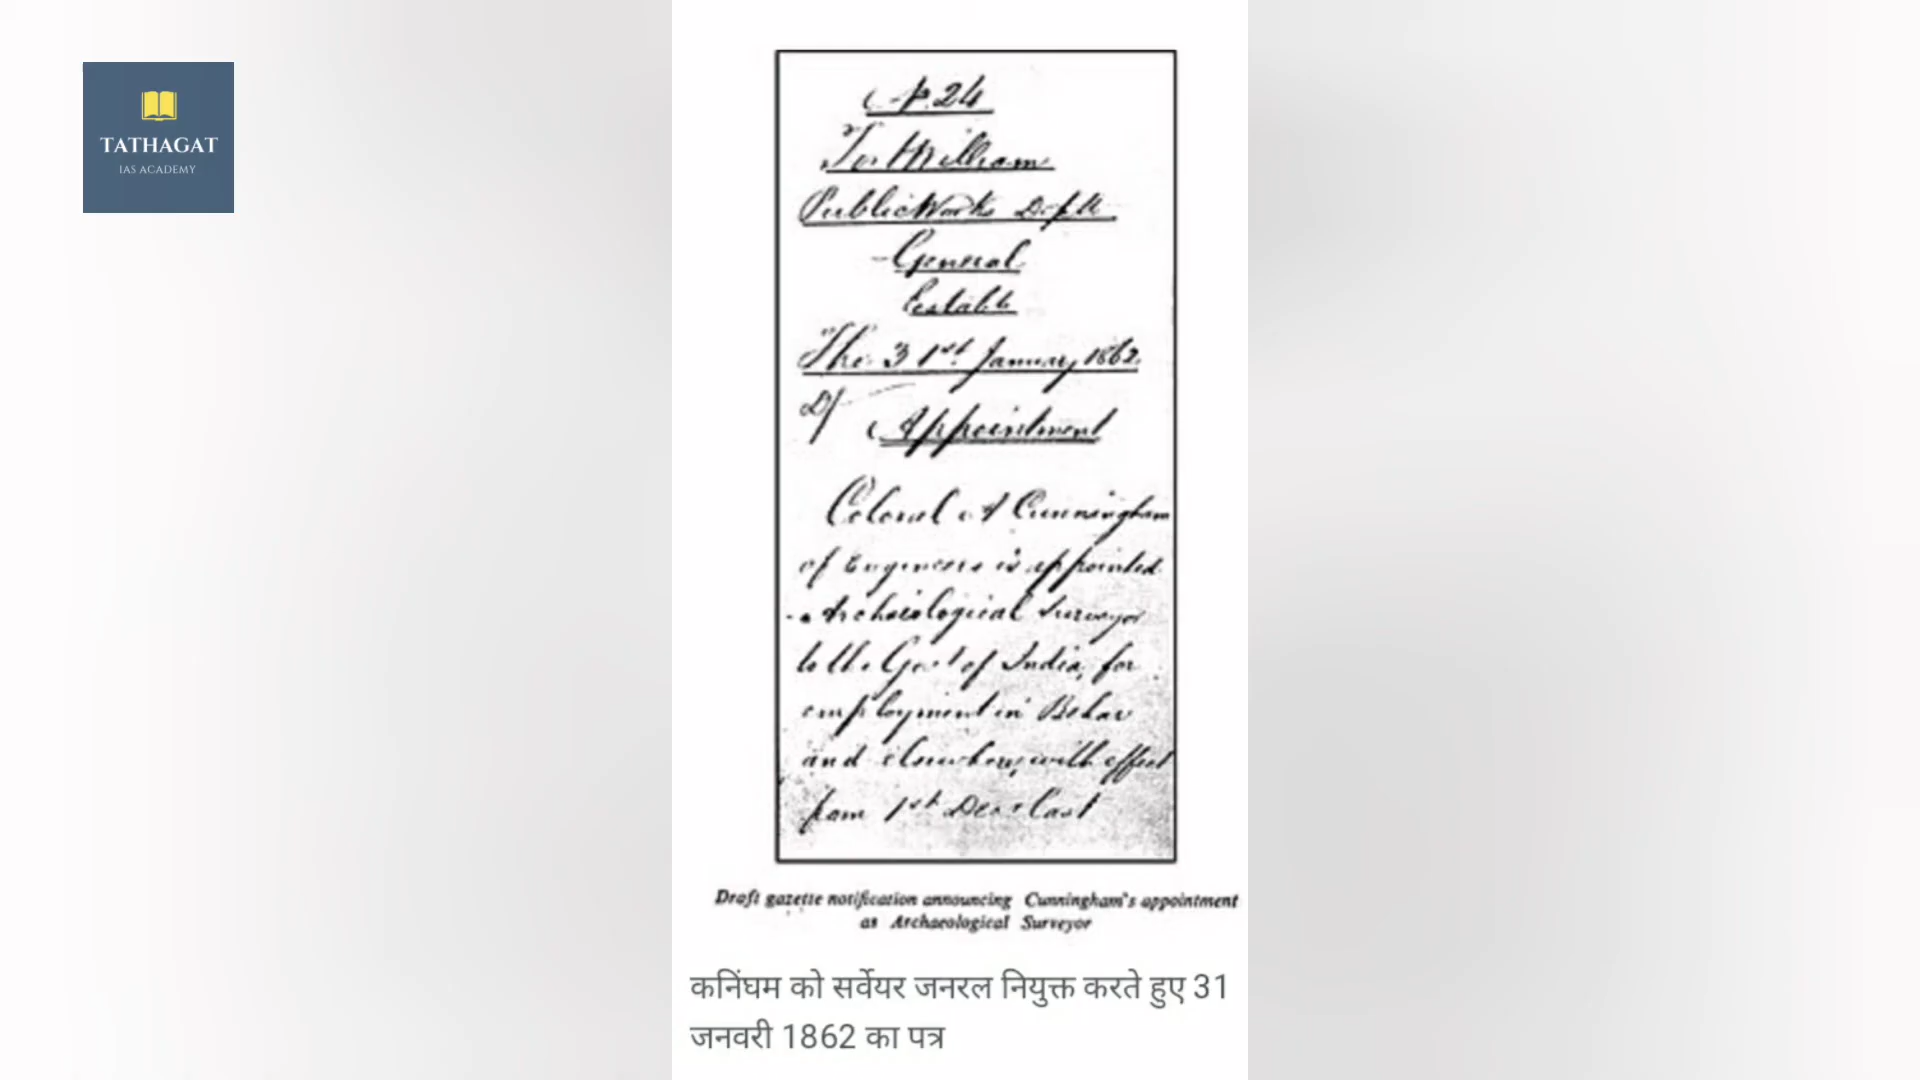 TATHAGAT
IAS ACADEMY
p. 24
Fort William
Public Works Deptt
General
Establt
The 31st January 1862.
D/
Appointment
Colonel A Cunningham
of Engineers is appointed
Archæological Surveyor
to the Govt of India, for
employment in Behar
and elsewhere, with effect
from 1st Decr last
Draft gazette notification announcing Cunningham's appointment
as Archaeological Surveyor
कनिंघम को सर्वेयर जनरल नियुक्त करते हुए 31
जनवरी 1862 का पत्र